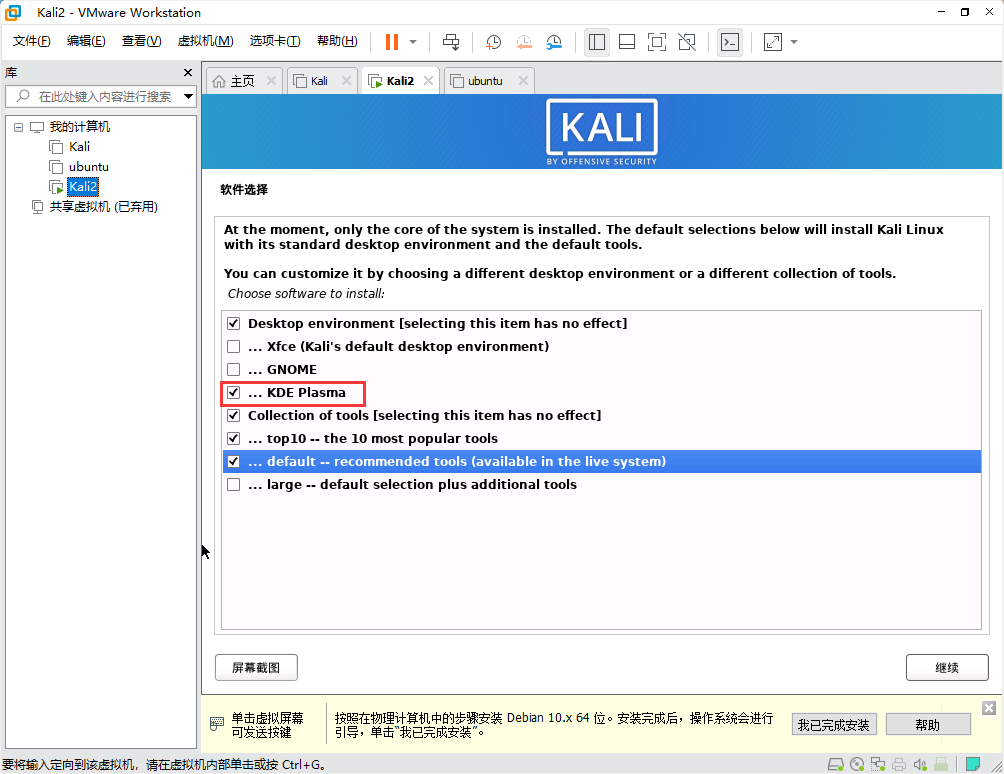 Kali2 - VMware Workstation
文件(F) 编辑(E) 查看(V) 虚拟机(M) 选项卡(T) 帮助(H)
库
在此处键入内容进行搜索
我的计算机
Kali
ubuntu
Kali2
共享虚拟机 (已弃用)
主页 Kali Kali2 ubuntu
KALI
BY OFFENSIVE SECURITY
软件选择
At the moment, only the core of the system is installed. The default selections below will install Kali Linux
with its standard desktop environment and the default tools.
You can customize it by choosing a different desktop environment or a different collection of tools.
Choose software to install:
Desktop environment [selecting this item has no effect]
... Xfce (Kali's default desktop environment)
... GNOME
... KDE Plasma
Collection of tools [selecting this item has no effect]
... top10 -- the 10 most popular tools
... default -- recommended tools (available in the live system)
... large -- default selection plus additional tools
屏幕截图 继续
单击虚拟屏幕
可发送按键
按照在物理计算机中的步骤安装 Debian 10.x 64 位。安装完成后，操作系统会进行
引导，单击“我已完成安装”。
我已完成安装 帮助
要将输入定向到该虚拟机，请在虚拟机内部单击或按 Ctrl+G。